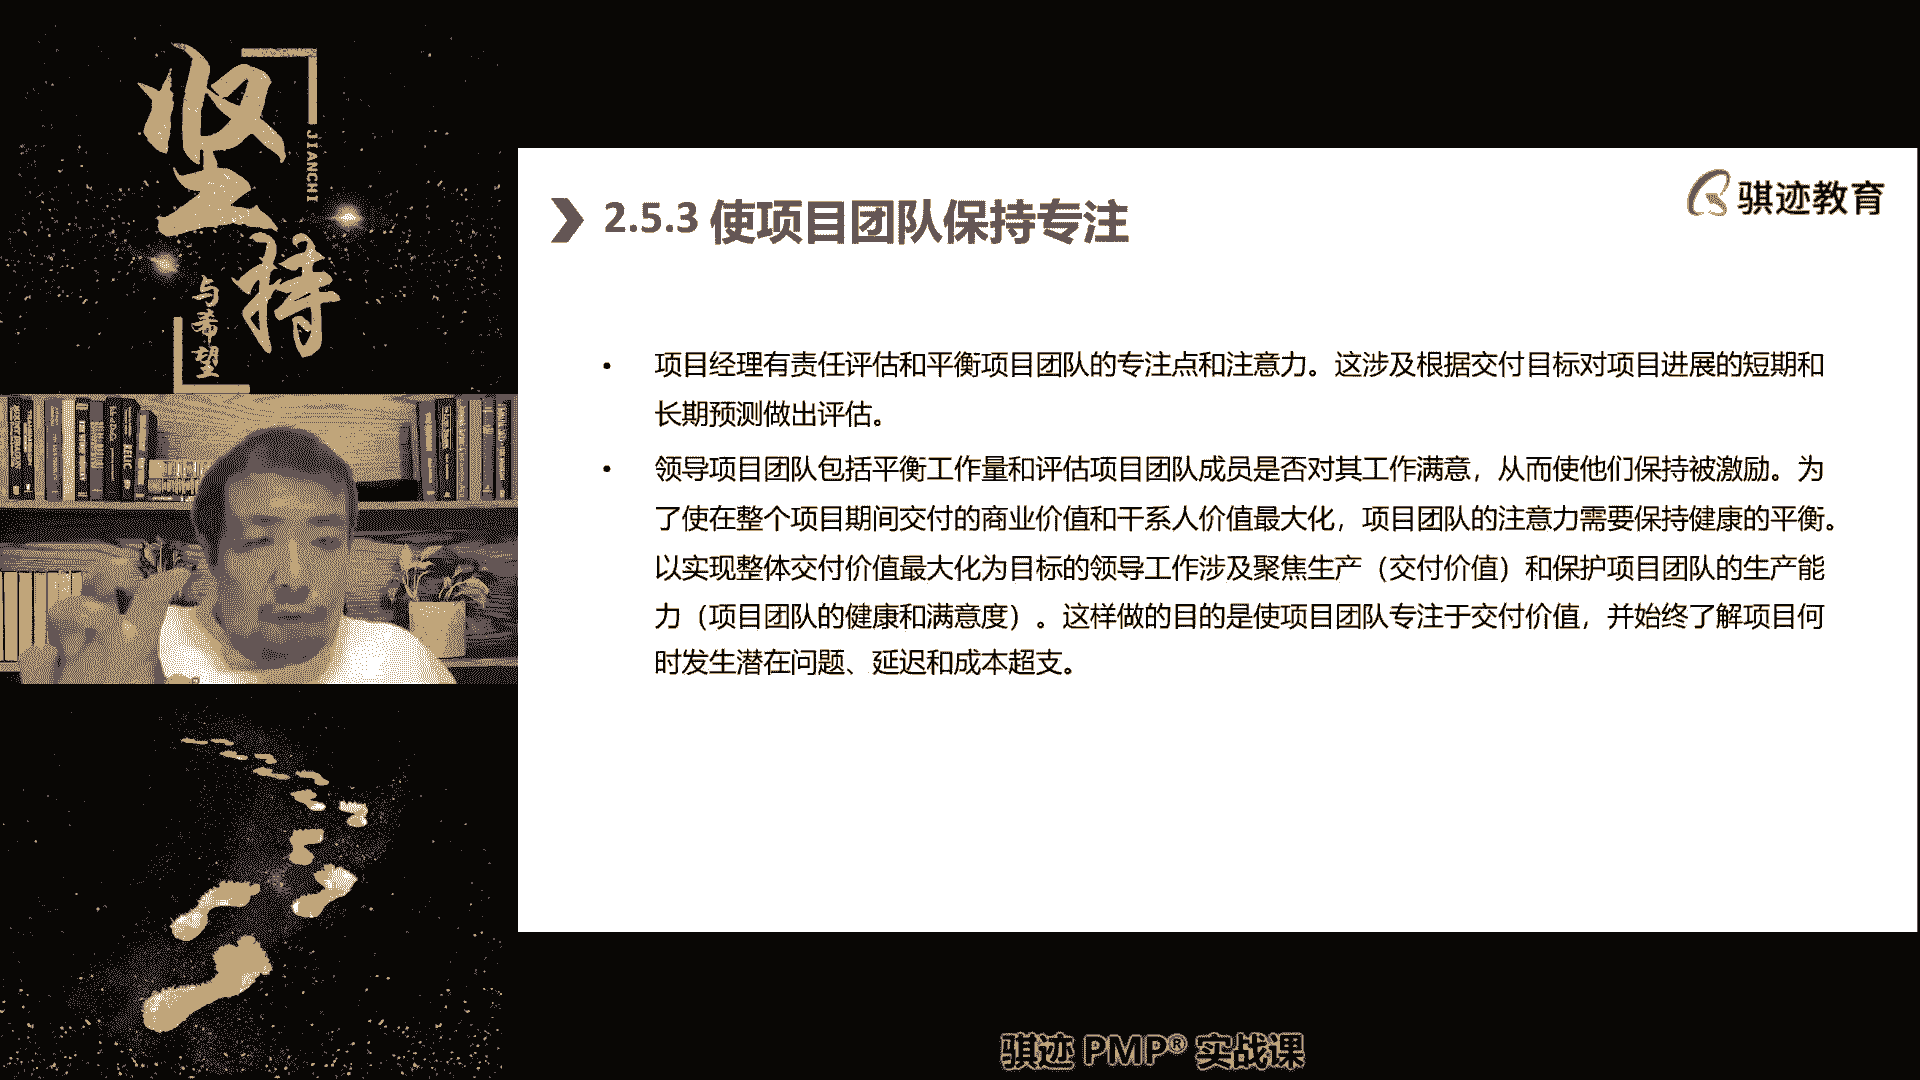 坚持
JIANCHI
与希望
2.5.3 使项目团队保持专注
骐迹教育
• 项目经理有责任评估和平衡项目团队的专注点和注意力。这涉及根据交付目标对项目进展的短期和
长期预测做出评估。
• 领导项目团队包括平衡工作量和评估项目团队成员是否对其工作满意，从而使他们保持被激励。为
了使在整个项目期间交付的商业价值和干系人价值最大化，项目团队的注意力需要保持健康的平衡。
以实现整体交付价值最大化为目标的领导工作涉及聚焦生产（交付价值）和保护项目团队的生产能
力（项目团队的健康和满意度）。这样做的目的是使项目团队专注于交付价值，并始终了解项目何
时发生潜在问题、延迟和成本超支。
骐迹 PMP® 实战课